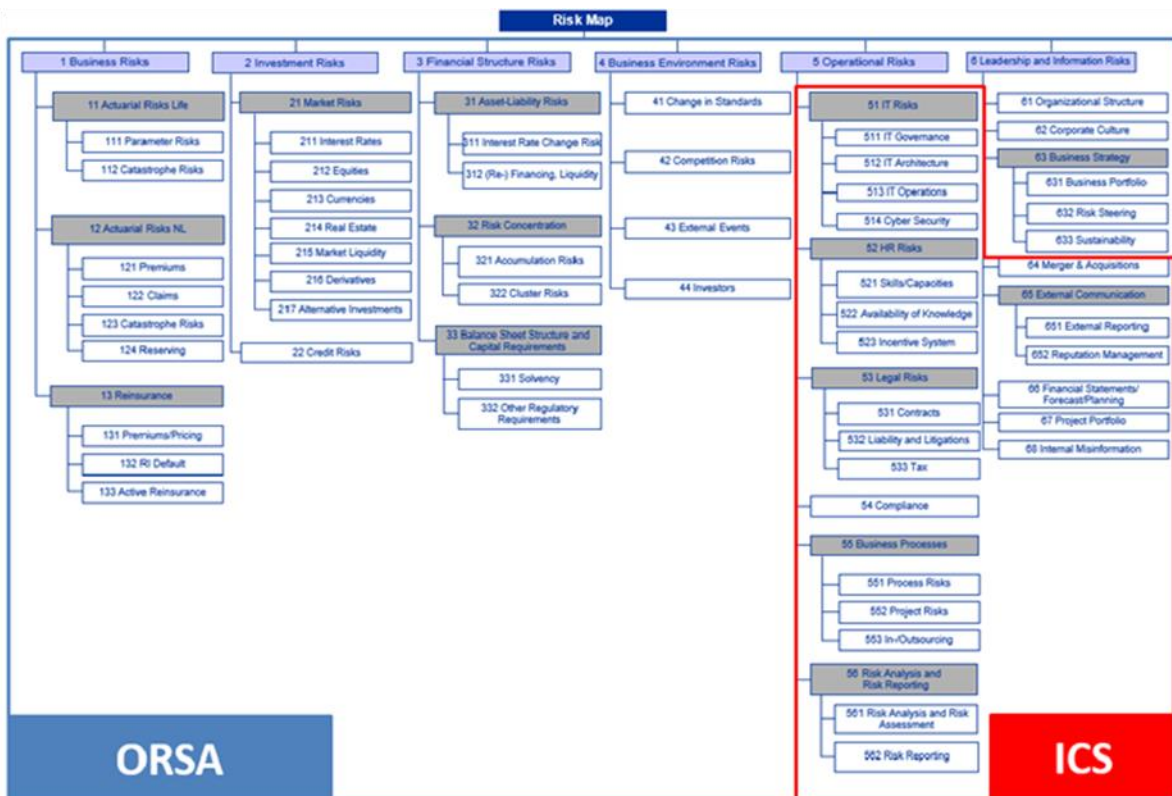 Risk Map
1 Business Risks
11 Actuarial Risks Life
111 Parameter Risks
112 Catastrophe Risks
12 Actuarial Risks NL
121 Premiums
122 Claims
123 Catastrophe Risks
124 Reserving
13 Reinsurance
131 Premiums/Pricing
132 RI Default
133 Active Reinsurance
2 Investment Risks
21 Market Risks
211 Interest Rates
212 Equities
213 Currencies
214 Real Estate
215 Market Liquidity
216 Derivatives
217 Alternative Investments
22 Credit Risks
3 Financial Structure Risks
31 Asset-Liability Risks
311 Interest Rate Change Risk
312 (Re-) Financing, Liquidity
32 Risk Concentration
321 Accumulation Risks
322 Cluster Risks
33 Balance Sheet Structure and
Capital Requirements
331 Solvency
332 Other Regulatory
Requirements
4 Business Environment Risks
41 Change in Standards
42 Competition Risks
43 External Events
44 Investors
5 Operational Risks
51 IT Risks
511 IT Governance
512 IT Architecture
513 IT Operations
514 Cyber Security
52 HR Risks
521 Skills/Capacities
522 Availability of Knowledge
523 Incentive System
53 Legal Risks
531 Contracts
532 Liability and Litigations
533 Tax
54 Compliance
55 Business Processes
551 Process Risks
552 Project Risks
553 In-/Outsourcing
56 Risk Analysis and
Risk Reporting
561 Risk Analysis and Risk
Assessment
562 Risk Reporting
6 Leadership and Information Risks
61 Organizational Structure
62 Corporate Culture
63 Business Strategy
631 Business Portfolio
632 Risk Steering
633 Sustainability
64 Merger & Acquisitions
65 External Communication
651 External Reporting
652 Reputation Management
66 Financial Statements/
Forecast/Planning
67 Project Portfolio
68 Internal Misinformation
ORSA
ICS